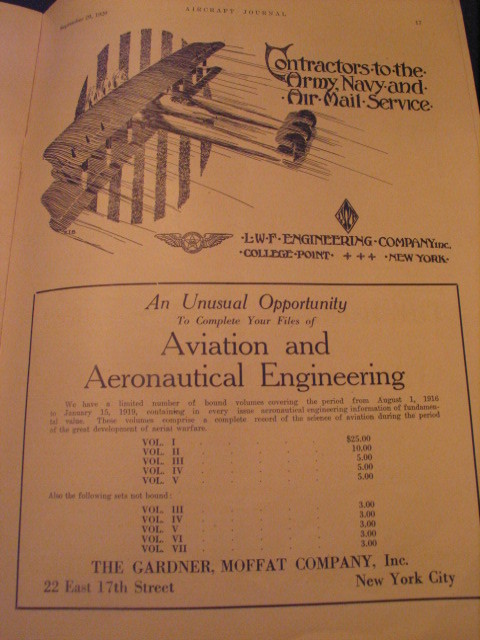 September 20, 1920
AIRCRAFT JOURNAL
17
Contractors·to·the·
Army, Navy·and·
Air·Mail·Service·
LWF
·L·W·F·ENGINEERING·COMPANY INC.
·COLLEGE·POINT· +++ ·NEW YORK·
An Unusual Opportunity
To Complete Your Files of
Aviation and
Aeronautical Engineering
We have a limited number of bound volumes covering the period from August 1, 1916
to January 15, 1919, containing in every issue aeronautical engineering information of fundamen-
tal value. These volumes comprise a complete record of the science of aviation during the period
of the great development of aerial warfare.
VOL. I . . . . . $25.00
VOL. II . . . . . 10.00
VOL. III . . . . . 5.00
VOL. IV . . . . . 5.00
VOL. V . . . . . 5.00
Also the following sets not bound:
VOL. III . . . . . 3.00
VOL. IV . . . . . 3.00
VOL. V . . . . . 3.00
VOL. VI . . . . . 3.00
VOL. VII . . . . . 3.00
THE GARDNER, MOFFAT COMPANY, Inc.
22 East 17th Street New York City